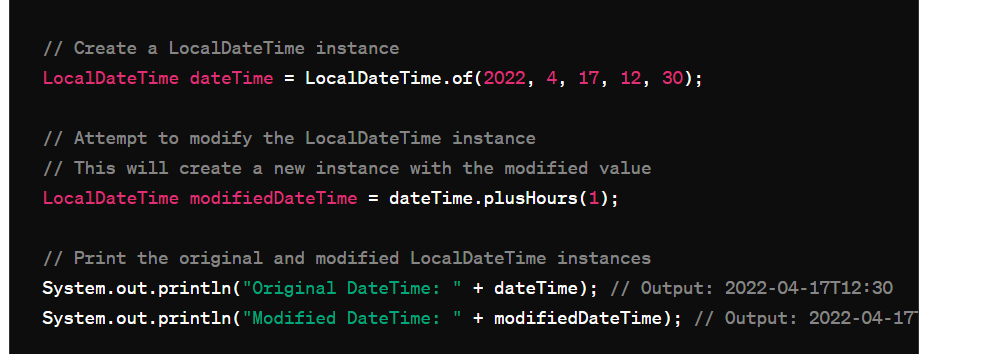 // Create a LocalDateTime instance
LocalDateTime dateTime = LocalDateTime.of(2022, 4, 17, 12, 30);
// Attempt to modify the LocalDateTime instance
// This will create a new instance with the modified value
LocalDateTime modifiedDateTime = dateTime.plusHours(1);
// Print the original and modified LocalDateTime instances
System.out.println("Original DateTime: " + dateTime); // Output: 2022-04-17T12:30
System.out.println("Modified DateTime: " + modifiedDateTime); // Output: 2022-04-17